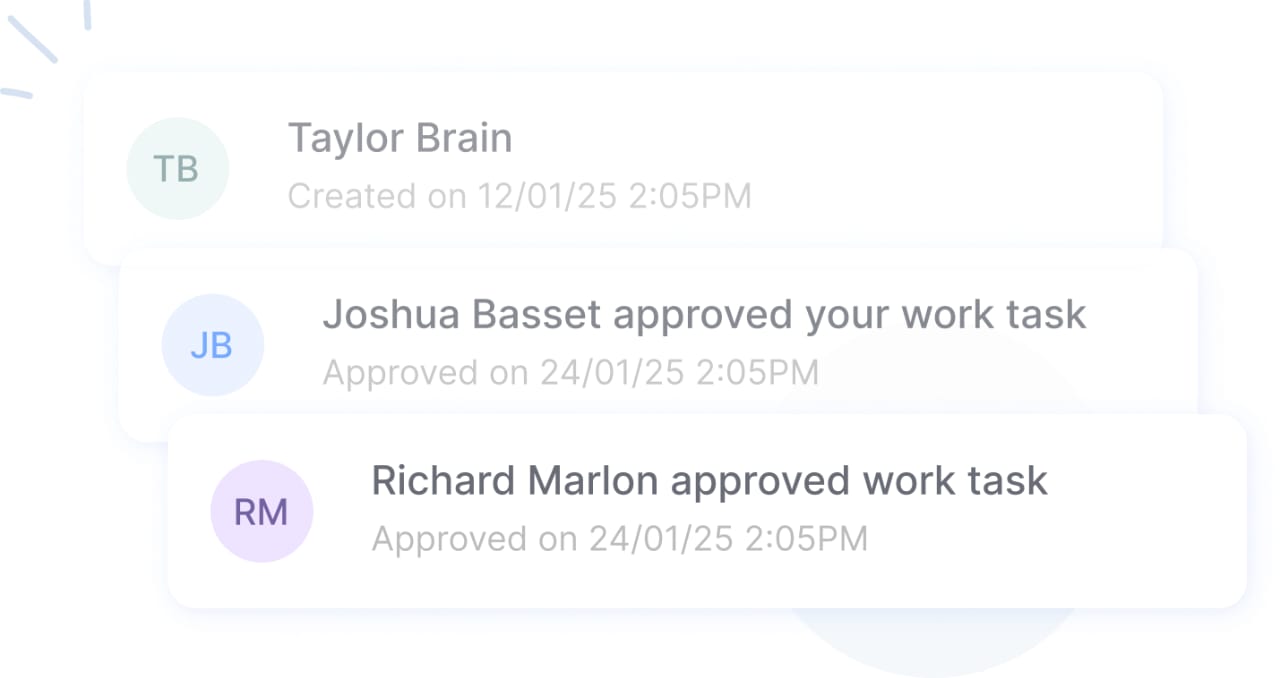 TB
Taylor Brain
Created on 12/01/25 2:05PM
JB
Joshua Basset approved your work task
Approved on 24/01/25 2:05PM
RM
Richard Marlon approved work task
Approved on 24/01/25 2:05PM